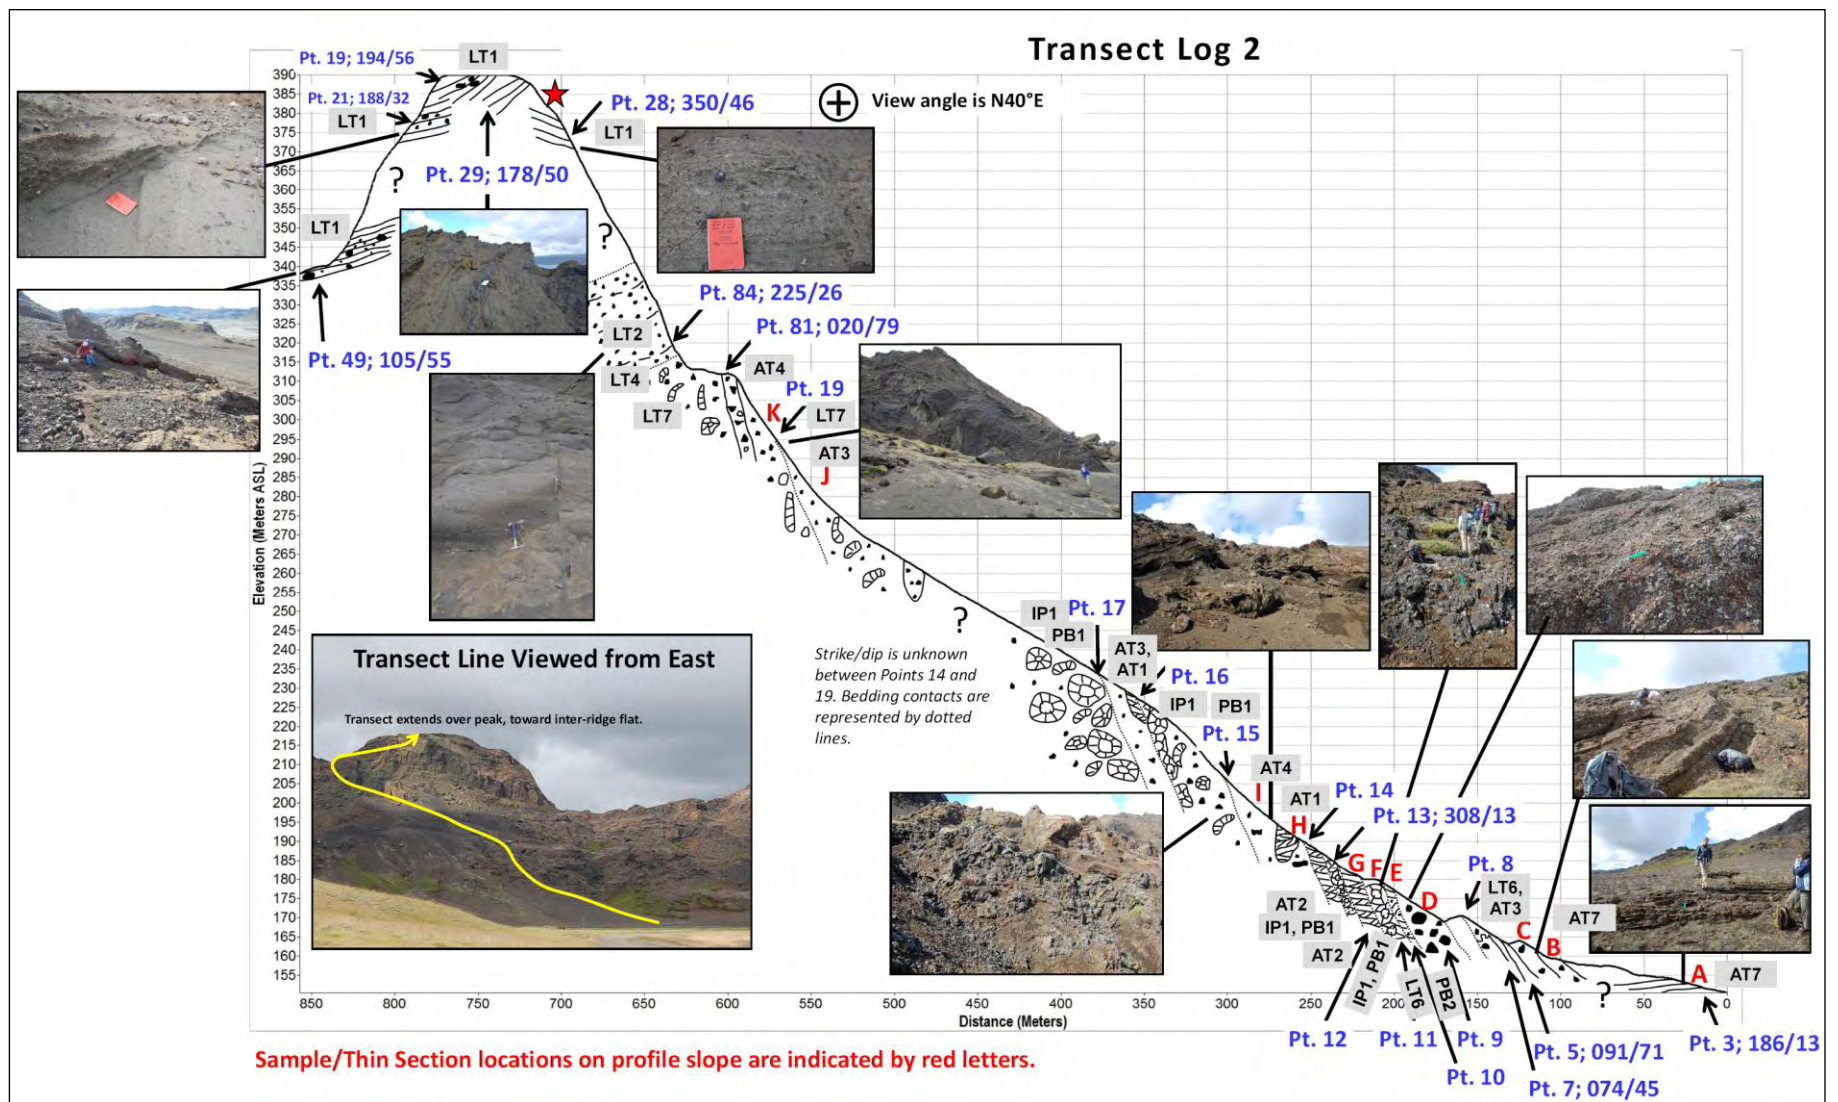 Transect Log 2
View angle is N40°E
Pt. 19; 194/56
LT1
Pt. 21; 188/32
LT1
Pt. 28; 350/46
LT1
Pt. 29; 178/50
?
LT1
?
Pt. 49; 105/55
Pt. 84; 225/26
Pt. 81; 020/79
LT2
LT4
AT4
LT7
Pt. 19
K
LT7
AT3
J
?
IP1
Pt. 17
PB1
AT3,
AT1
Pt. 16
IP1
PB1
Pt. 15
Strike/dip is unknown
between Points 14 and
19. Bedding contacts are
represented by dotted
lines.
AT4
I
AT1
H
Pt. 14
Pt. 13; 308/13
G
F
E
D
Pt. 8
LT6,
AT3
C
B
AT7
A
AT7
?
AT2
IP1, PB1
AT2
IP1, PB1
LT6
PB2
Pt. 12
Pt. 11
Pt. 9
Pt. 10
Pt. 5; 091/71
Pt. 7; 074/45
Pt. 3; 186/13
Transect Line Viewed from East
Transect extends over peak, toward inter-ridge flat.
Elevation (Meters ASL)
390
385
380
375
370
365
360
355
350
345
340
335
330
325
320
315
310
305
300
295
290
285
280
275
270
265
260
255
250
245
240
235
230
225
220
215
210
205
200
195
190
185
180
175
170
165
160
155
850 800 750 700 650 600 550 500 450 400 350 300 250 200 150 100 50 0
Distance (Meters)
Sample/Thin Section locations on profile slope are indicated by red letters.